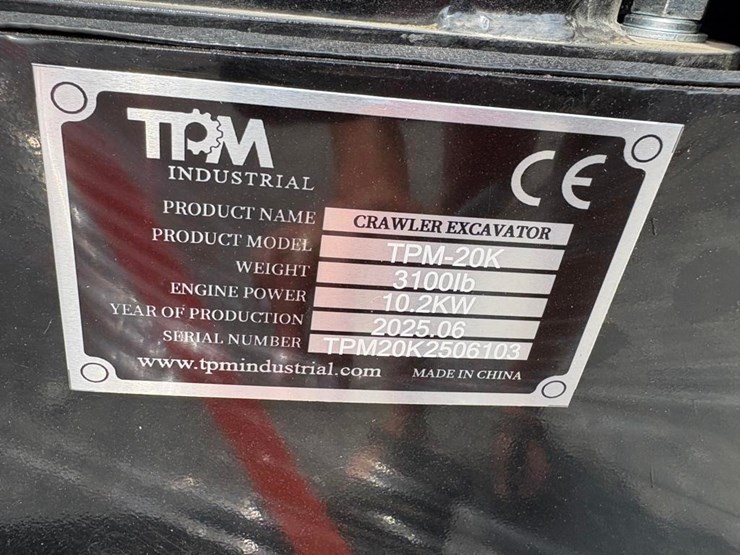 TPM
INDUSTRIAL
CE
PRODUCT NAME CRAWLER EXCAVATOR
PRODUCT MODEL TPM-20K
WEIGHT 3100lb
ENGINE POWER 10.2KW
YEAR OF PRODUCTION 2025.06
SERIAL NUMBER TPM20K2506103
www.tpmindustrial.com MADE IN CHINA